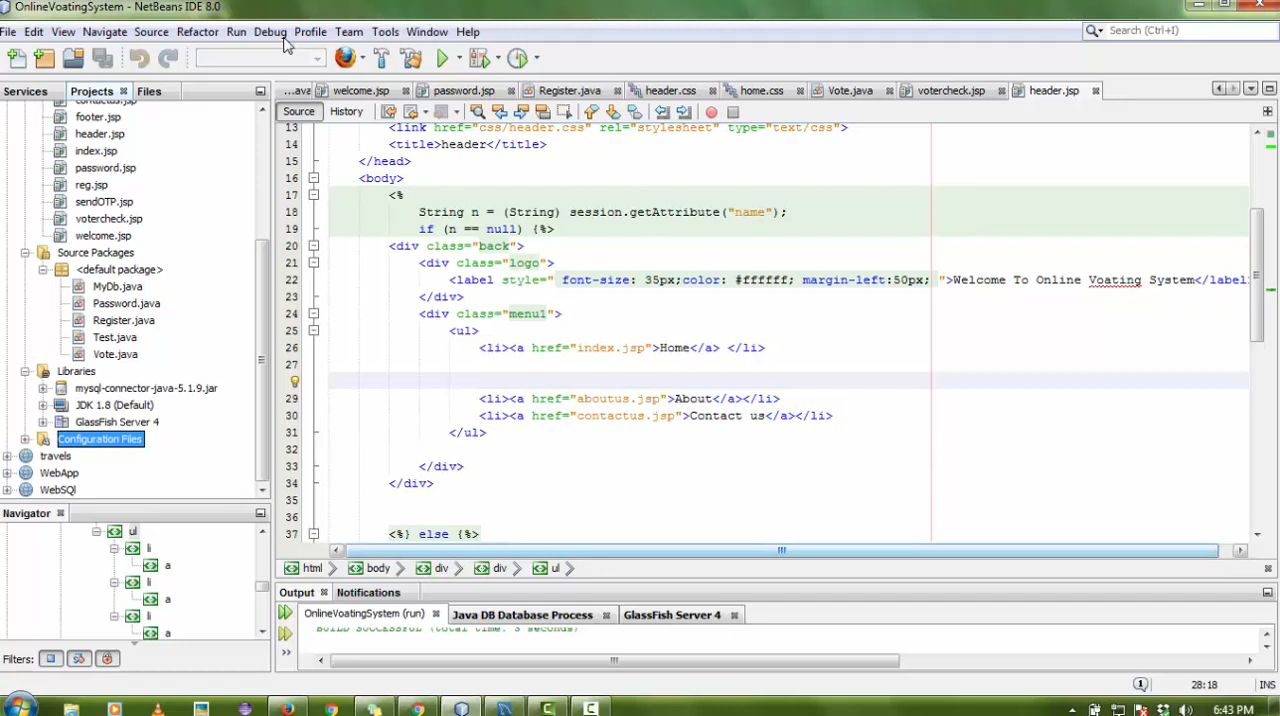 OnlineVoatingSystem - NetBeans IDE 8.0
File Edit View Navigate Source Refactor Run Debug Profile Team Tools Window Help
Search (Ctrl+I)
Services Projects Files
...ava welcome.jsp password.jsp Register.java header.css home.css Vote.java votercheck.jsp header.jsp
Source History
contactus.jsp
footer.jsp
header.jsp
index.jsp
password.jsp
reg.jsp
sendOTP.jsp
votercheck.jsp
welcome.jsp
Source Packages
<default package>
MyDb.java
Password.java
Register.java
Test.java
Vote.java
Libraries
mysql-connector-java-5.1.9.jar
JDK 1.8 (Default)
GlassFish Server 4
Configuration Files
travels
WebApp
WebSQl
13 <link href="css/header.css" rel="stylesheet" type="text/css">
14 <title>header</title>
15 </head>
16 <body>
17 <%
18 String n = (String) session.getAttribute("name");
19 if (n == null) {%>
20 <div class="back">
21 <div class="logo">
22 <label style=" font-size: 35px;color: #ffffff; margin-left:50px; ">Welcome To Online Voating System</label
23 </div>
24 <div class="menu1">
25 <ul>
26 <li><a href="index.jsp">Home</a> </li>
27
29 <li><a href="aboutus.jsp">About</a></li>
30 <li><a href="contactus.jsp">Contact us</a></li>
31 </ul>
32
33 </div>
34 </div>
35
36
37 <%} else {%>
html body div div ul
Navigator
ul
li
a
li
a
li
a
Filters:
Output Notifications
OnlineVoatingSystem (run) Java DB Database Process GlassFish Server 4
BUILD SUCCESSFUL (total time: 3 seconds)
1 28:18 INS
6:43 PM